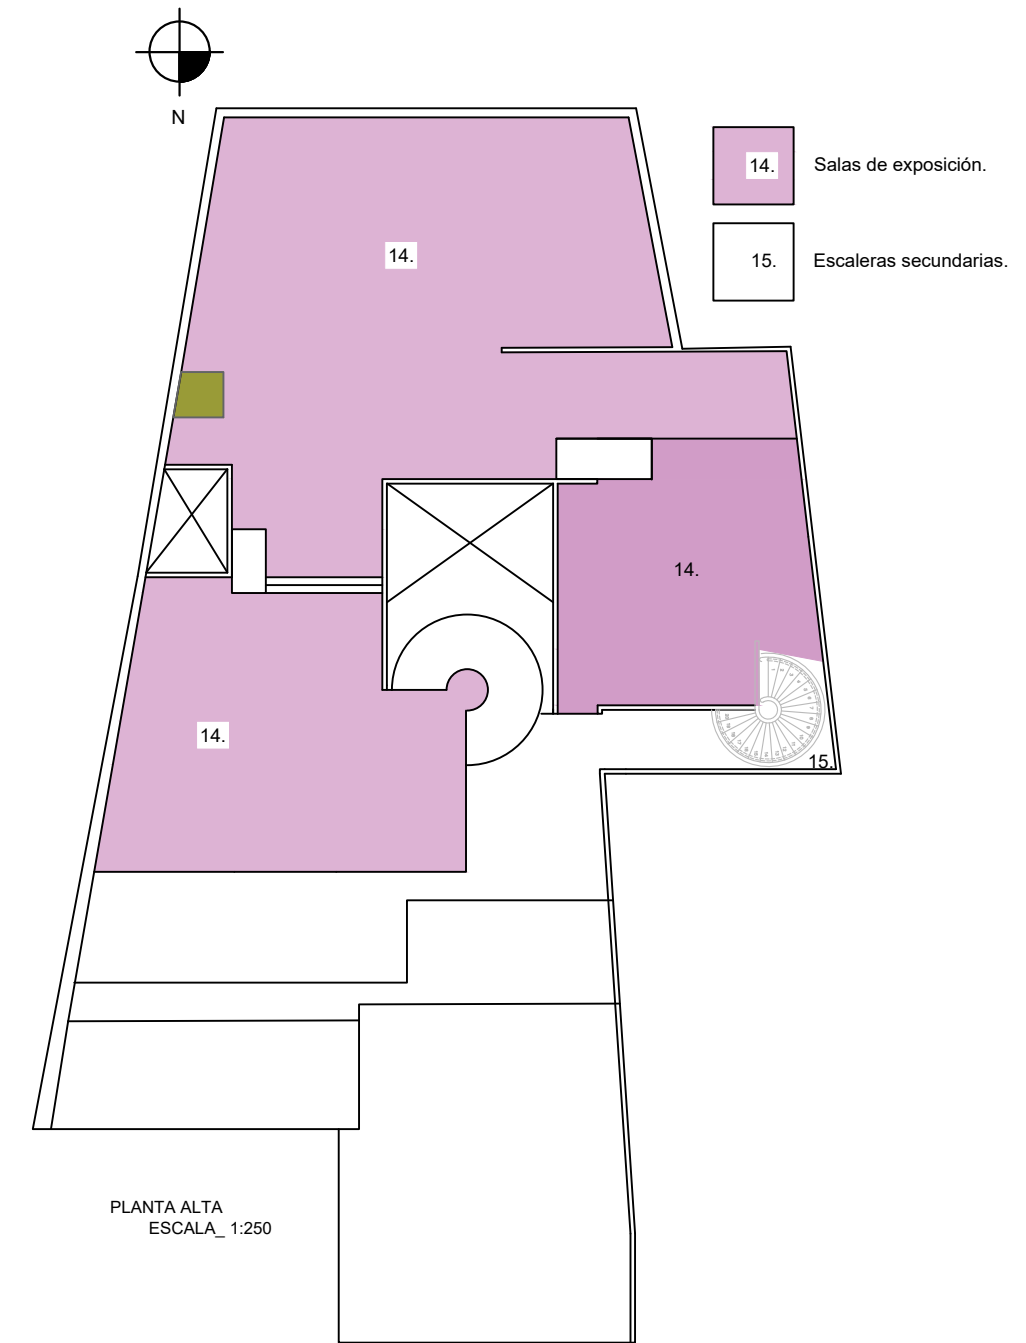 N
14. Salas de exposición.
15. Escaleras secundarias.
14.
14.
14.
15.
PLANTA ALTA
ESCALA_ 1:250